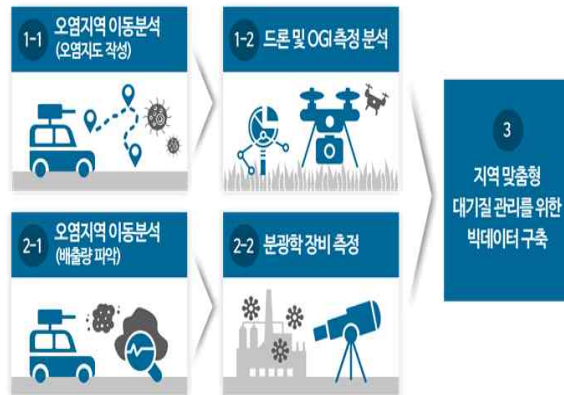 1-1 오염지역 이동분석
(오염지도 작성)
1-2 드론 및 OGI 측정 분석
2-1 오염지역 이동분석
(배출량 파악)
2-2 분광학 장비 측정
3
지역 맞춤형
대기질 관리를 위한
빅데이터 구축